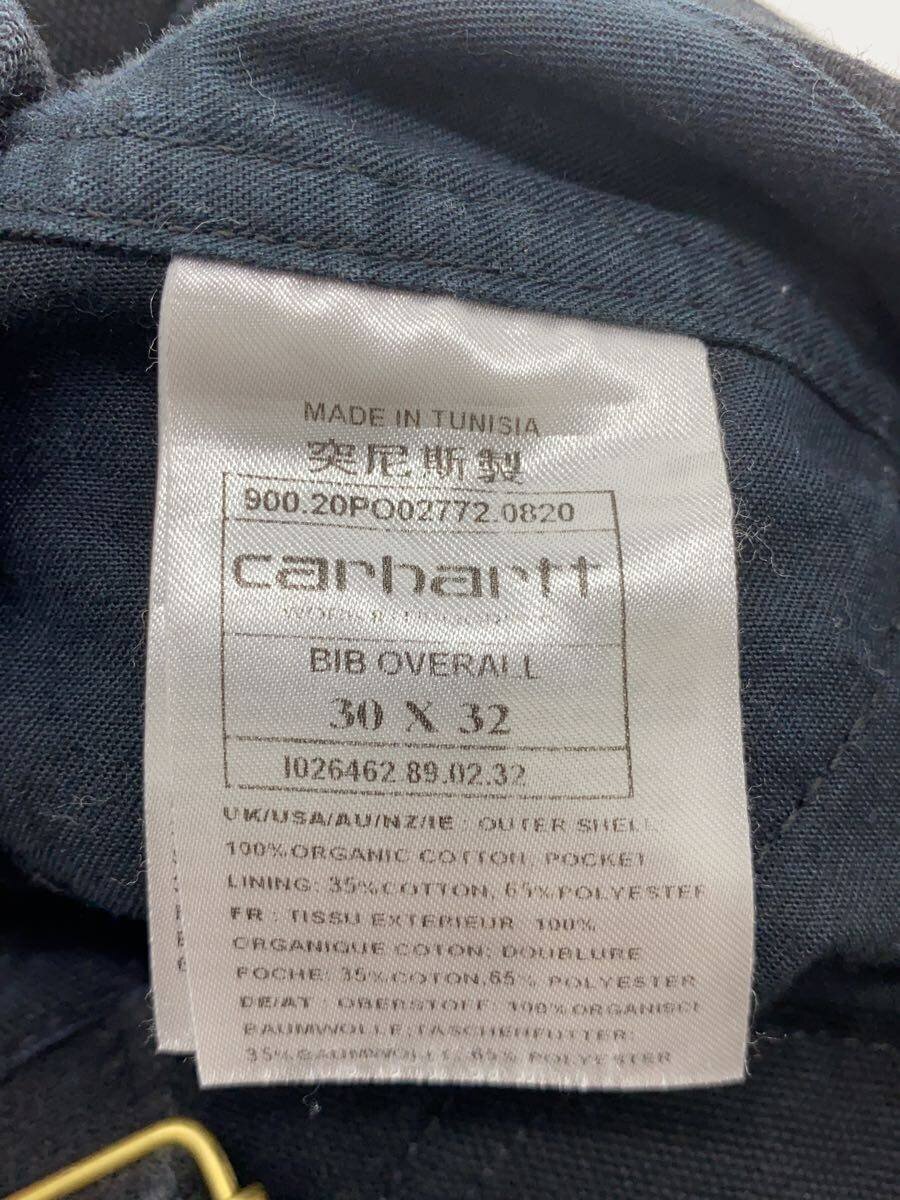 MADE IN TUNISIA
突尼斯製
900.20PO02772.0820
carhartt
BIB OVERALL
30 X 32
I026462.89.02.32
UK/USA/AU/NZ/IE : OUTER SHELL:
100%ORGANIC COTTON, POCKET
LINING: 35%COTTON, 65%POLYESTER
FR : TISSU EXTERIEUR: 100%
ORGANIQUE COTON; DOUBLURE
POCHE: 35%COTON,65% POLYESTER
DE/AT : OBERSTOFF: 100%ORGANISCH
BAUMWOLLE;TASCHENFUTTER:
35%BAUMWOLLE, 65% POLYESTER